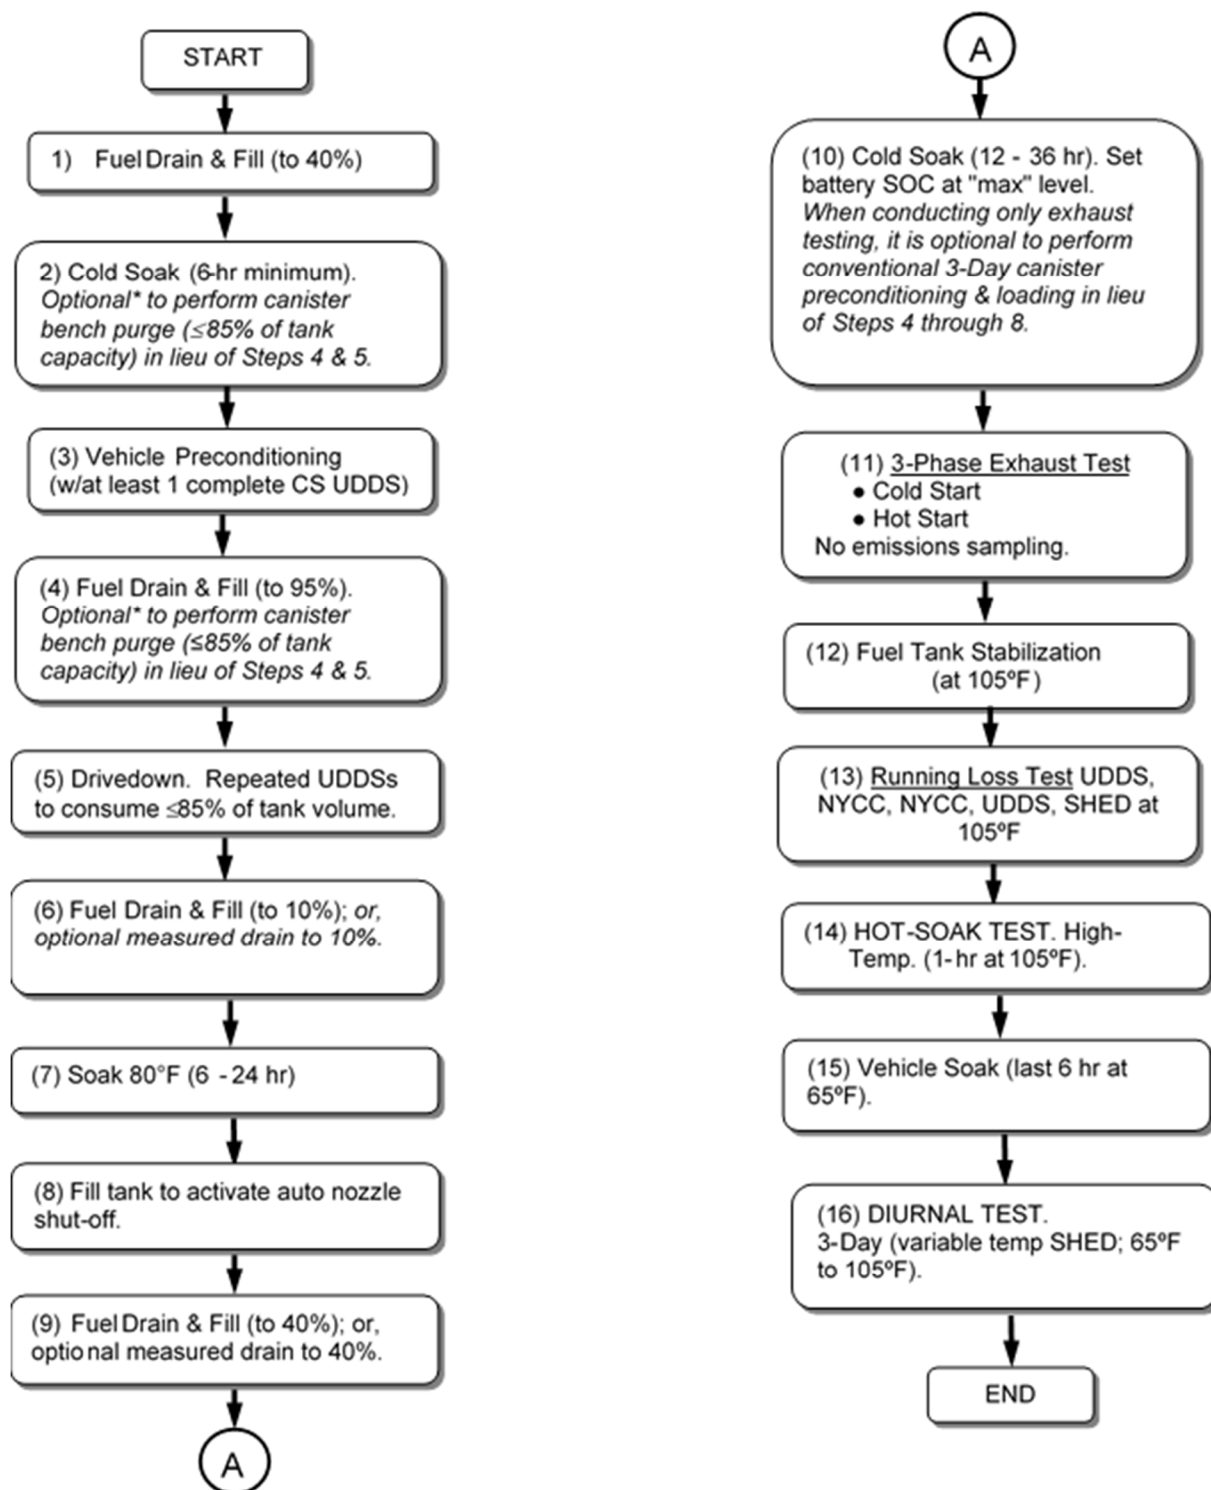 START
1) Fuel Drain & Fill (to 40%)
2) Cold Soak (6-hr minimum).
Optional* to perform canister
bench purge (≤85% of tank
capacity) in lieu of Steps 4 & 5.
(3) Vehicle Preconditioning
(w/at least 1 complete CS UDDS)
(4) Fuel Drain & Fill (to 95%).
Optional* to perform canister
bench purge (≤85% of tank
capacity) in lieu of Steps 4 & 5.
(5) Drivedown. Repeated UDDSs
to consume ≤85% of tank volume.
(6) Fuel Drain & Fill (to 10%); or,
optional measured drain to 10%.
(7) Soak 80°F (6 - 24 hr)
(8) Fill tank to activate auto nozzle
shut-off.
(9) Fuel Drain & Fill (to 40%); or,
optional measured drain to 40%.
A
A
(10) Cold Soak (12 - 36 hr). Set
battery SOC at "max" level.
When conducting only exhaust
testing, it is optional to perform
conventional 3-Day canister
preconditioning & loading in lieu
of Steps 4 through 8.
(11) 3-Phase Exhaust Test
● Cold Start
● Hot Start
No emissions sampling.
(12) Fuel Tank Stabilization
(at 105ºF)
(13) Running Loss Test UDDS,
NYCC, NYCC, UDDS, SHED at
105ºF
(14) HOT-SOAK TEST. High-
Temp. (1-hr at 105ºF).
(15) Vehicle Soak (last 6 hr at
65ºF).
(16) DIURNAL TEST.
3-Day (variable temp SHED; 65ºF
to 105ºF).
END